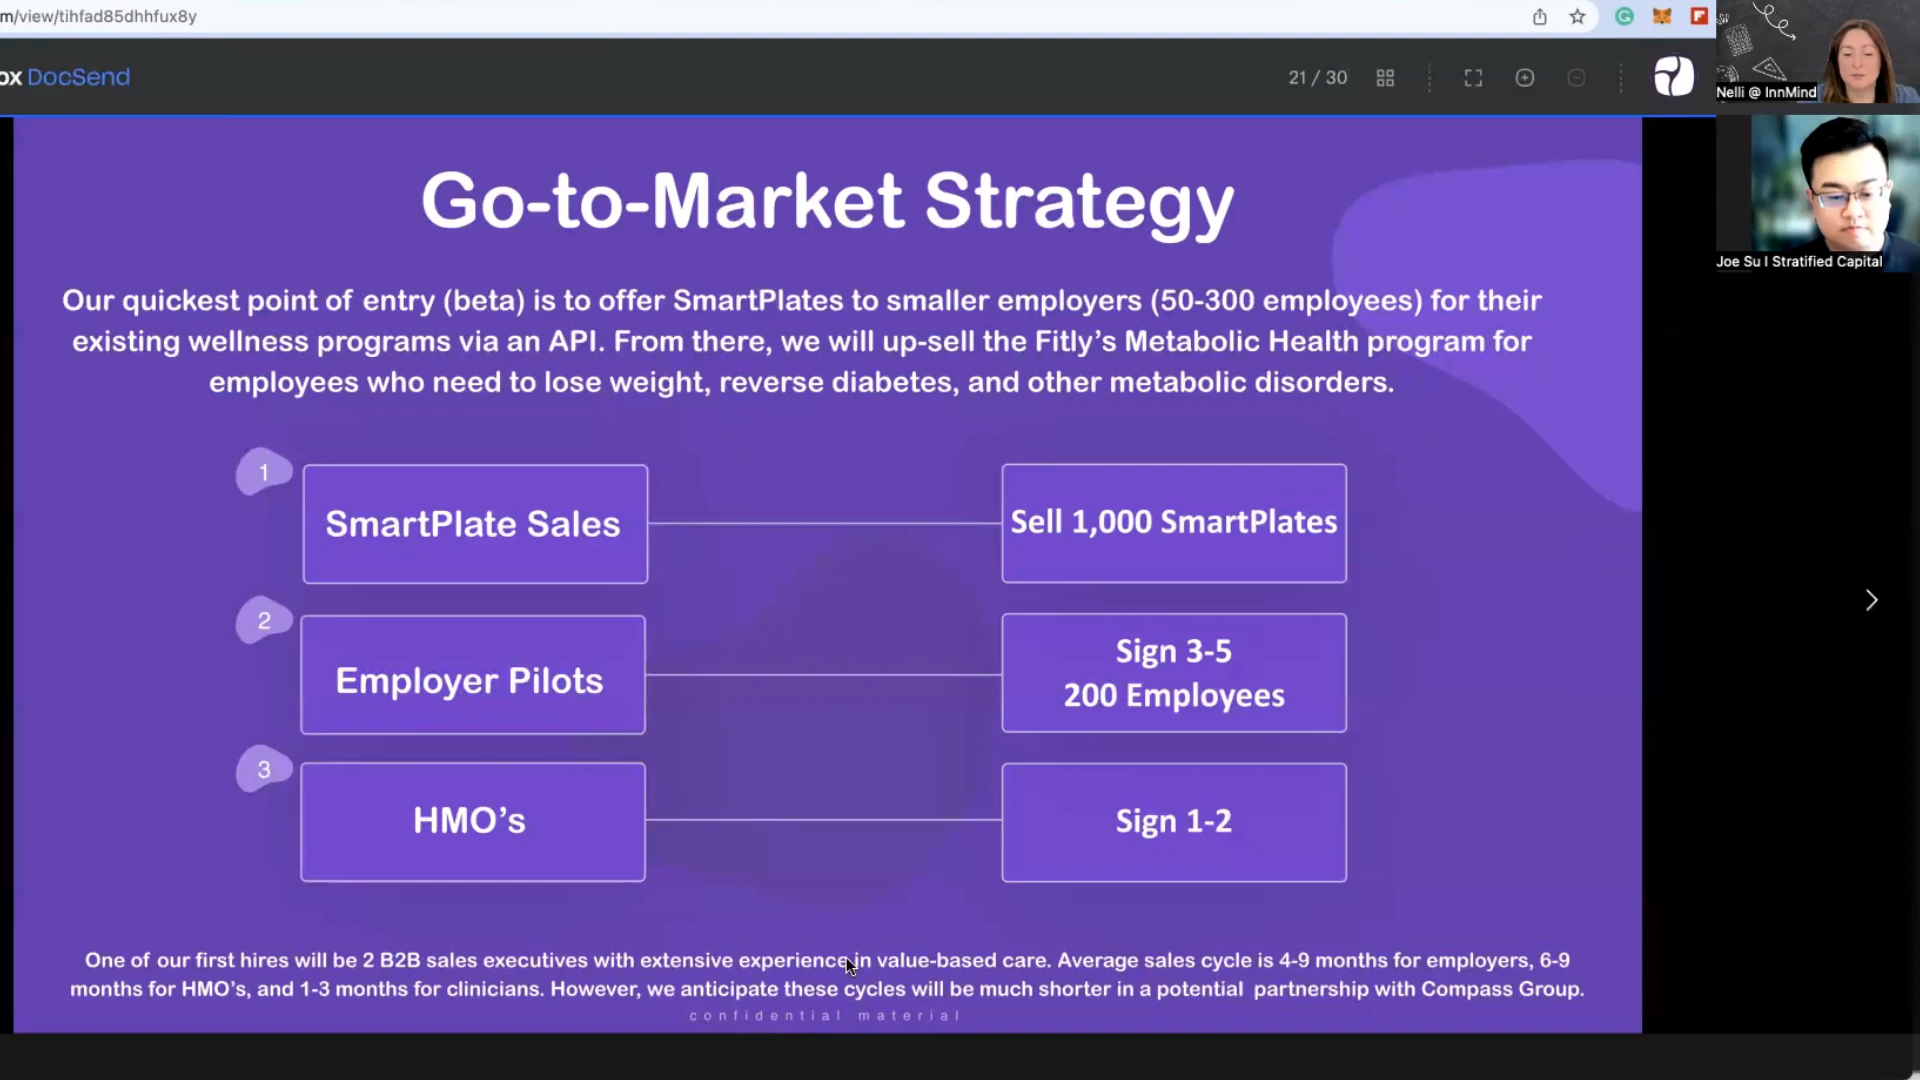 m/view/tihfad85dhhfux8y
ox DocSend
21 / 30
Nelli @ InnMind
Joe Su I Stratified Capital
Go-to-Market Strategy
Our quickest point of entry (beta) is to offer SmartPlates to smaller employers (50-300 employees) for their
existing wellness programs via an API. From there, we will up-sell the Fitly's Metabolic Health program for
employees who need to lose weight, reverse diabetes, and other metabolic disorders.
1
SmartPlate Sales
Sell 1,000 SmartPlates
2
Employer Pilots
Sign 3-5
200 Employees
3
HMO's
Sign 1-2
One of our first hires will be 2 B2B sales executives with extensive experience in value-based care. Average sales cycle is 4-9 months for employers, 6-9
months for HMO's, and 1-3 months for clinicians. However, we anticipate these cycles will be much shorter in a potential partnership with Compass Group.
confidential material